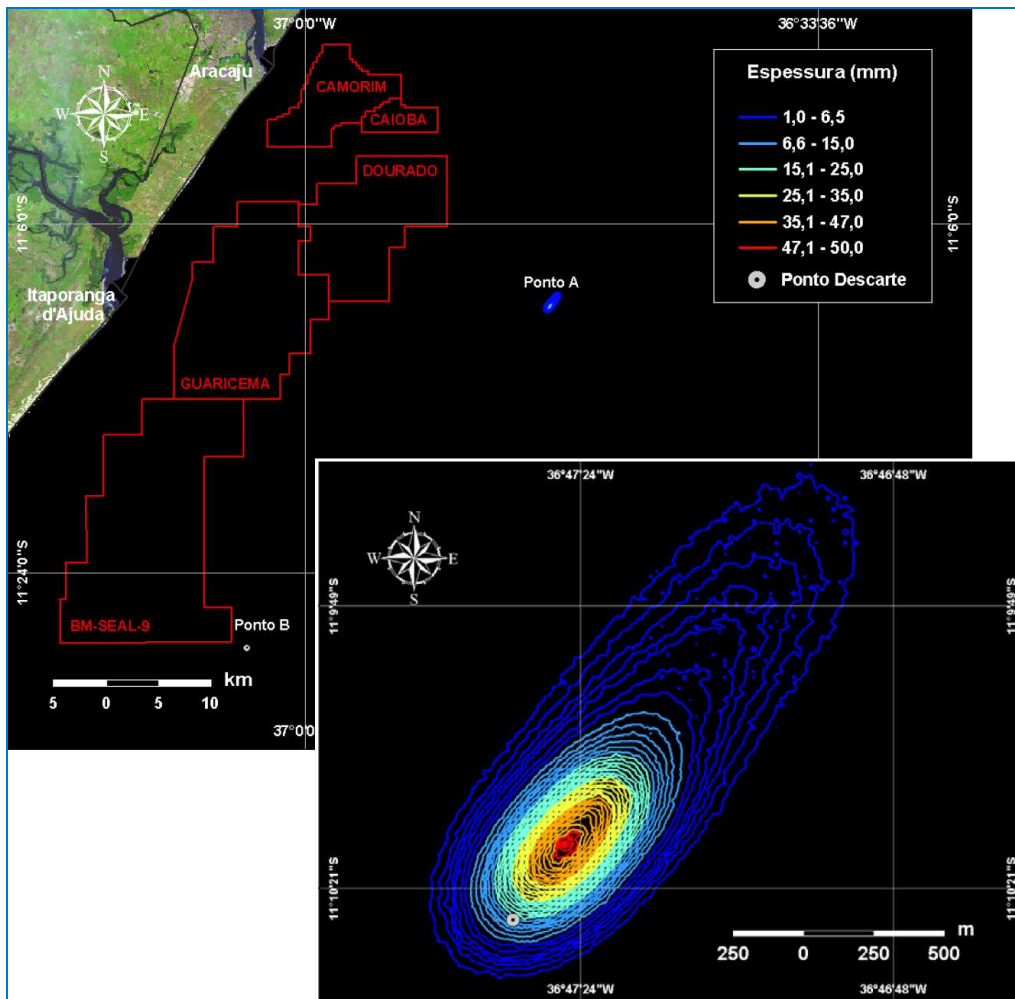 37°0'0"W
36°33'36"W
Aracaju
N
W
E
S
CAMORIM
CAIOBA
DOURADO
Espessura (mm)
1,0 - 6,5
6,6 - 15,0
15,1 - 25,0
25,1 - 35,0
35,1 - 47,0
47,1 - 50,0
Ponto Descarte
11°6'0"S
11°6'0"S
Itaporanga
d'Ajuda
Ponto A
GUARICEMA
11°24'0"S
BM-SEAL-9
Ponto B
5 0 5 10 km
37°0'0"
36°47'24"W
36°46'48"W
N
W
E
S
11°9'49"S
11°9'49"S
11°10'21"S
11°10'21"S
250 0 250 500 m
36°47'24"W
36°46'48"W